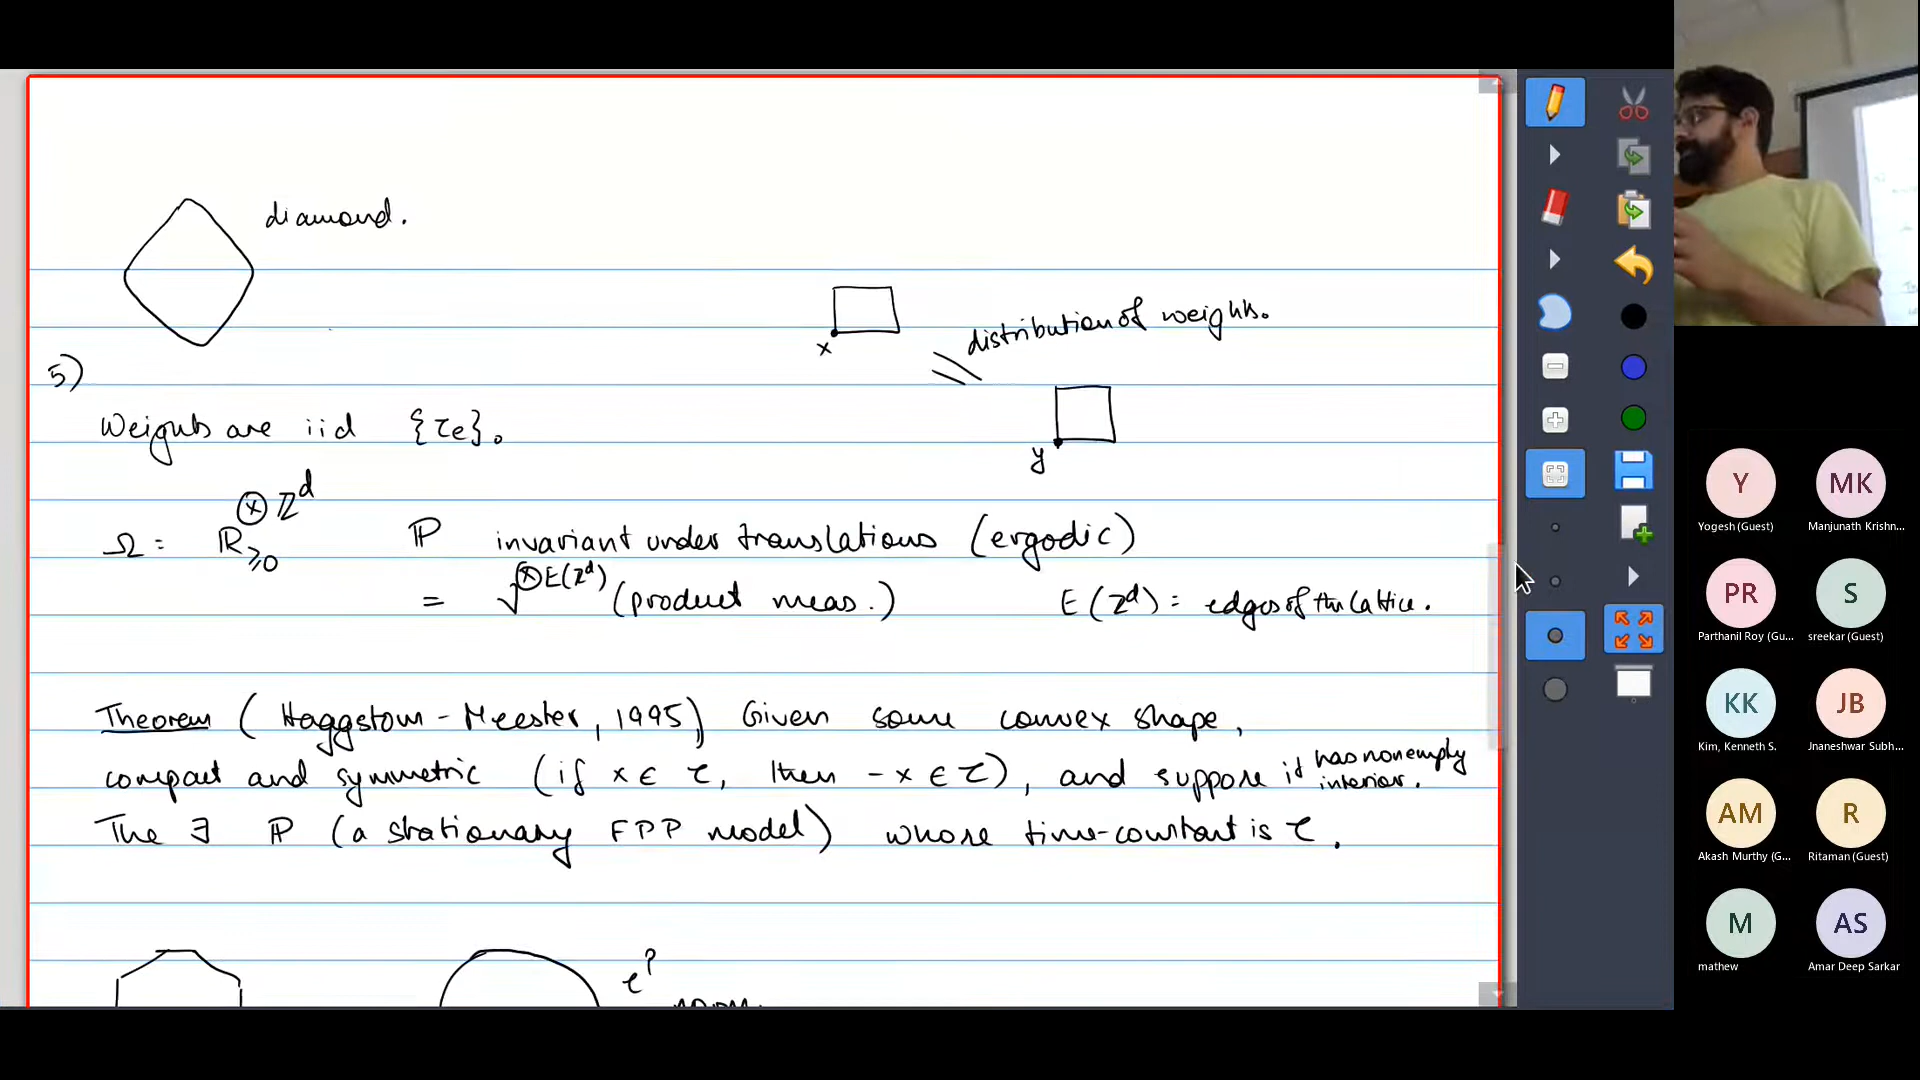 diamond.
x
distribution of weights.
y
5)
Weights are iid {τe}.
Ω = ℝ≥0 ⊗ℤd
ℙ invariant under translations (ergodic)
= ν⊗E(ℤd) (product meas.) E(ℤd) = edges of the lattice.
Theorem (Haggstom - Meester, 1995) Given some convex shape,
compact and symmetric (if x ∈ τ, then -x ∈ τ), and suppose it has nonempty interior.
The ∃ ℙ (a stationary FPP model) whose time-constant is τ.
Y
Yogesh (Guest)
MK
Manjunath Krishn...
PR
Parthanil Roy (Gu...
S
sreekar (Guest)
KK
Kim, Kenneth S.
JB
Jnaneshwar Subh...
AM
Akash Murthy (G...
R
Ritaman (Guest)
M
mathew
AS
Amar Deep Sarkar